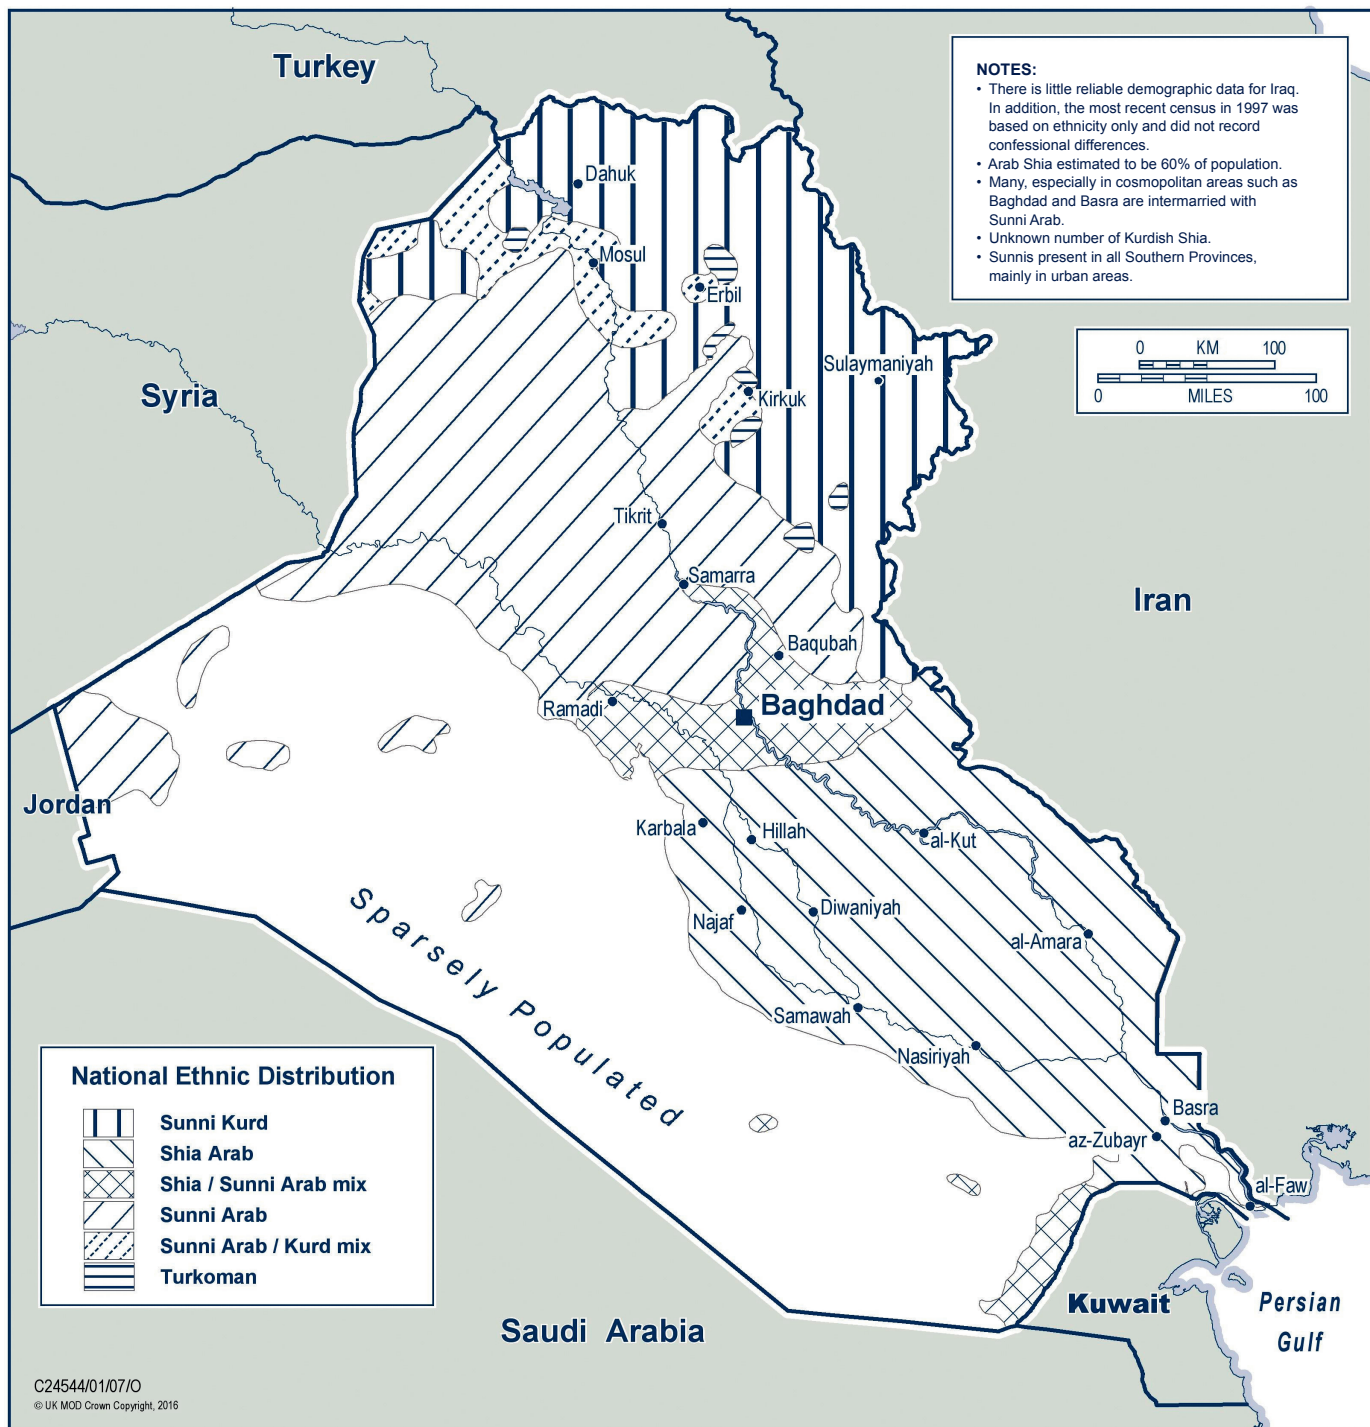 Turkey
NOTES:
• There is little reliable demographic data for Iraq.
In addition, the most recent census in 1997 was
based on ethnicity only and did not record
confessional differences.
• Arab Shia estimated to be 60% of population.
• Many, especially in cosmopolitan areas such as
Baghdad and Basra are intermarried with
Sunni Arab.
• Unknown number of Kurdish Shia.
• Sunnis present in all Southern Provinces,
mainly in urban areas.
Dahuk
Mosul
Erbil
0 KM 100
0 MILES 100
Sulaymaniyah
Syria
Kirkuk
Tikrit
Samarra
Iran
Baqubah
Ramadi
Baghdad
Jordan
Karbala
Hillah
al-Kut
Najaf
Diwaniyah
al-Amara
Sparsely Populated
Samawah
Nasiriyah
National Ethnic Distribution
Sunni Kurd
Shia Arab
Shia / Sunni Arab mix
Sunni Arab
Sunni Arab / Kurd mix
Turkoman
Basra
az-Zubayr
al-Faw
Kuwait
Persian
Gulf
Saudi Arabia
C24544/01/07/O
© UK MOD Crown Copyright, 2016